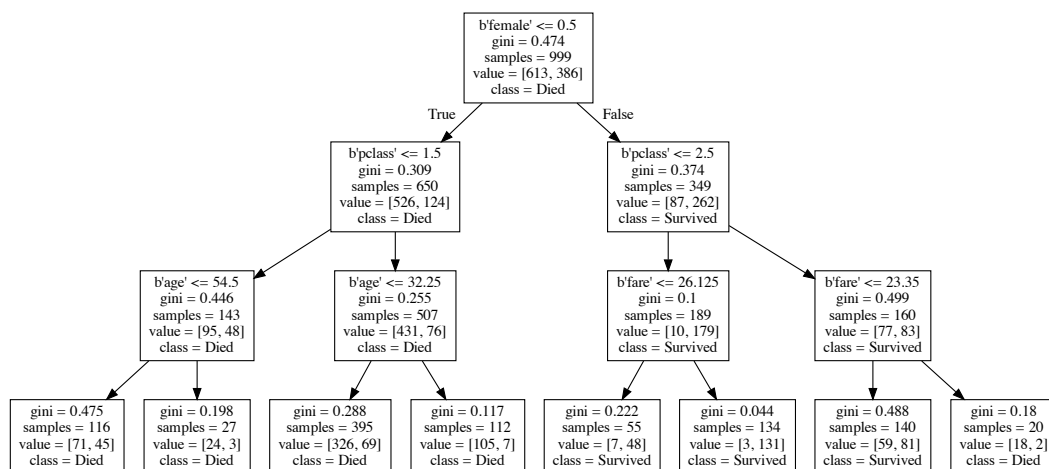 b'female' <= 0.5
gini = 0.474
samples = 999
value = [613, 386]
class = Died
True
False
b'pclass' <= 1.5
gini = 0.309
samples = 650
value = [526, 124]
class = Died
b'pclass' <= 2.5
gini = 0.374
samples = 349
value = [87, 262]
class = Survived
b'age' <= 54.5
gini = 0.446
samples = 143
value = [95, 48]
class = Died
b'age' <= 32.25
gini = 0.255
samples = 507
value = [431, 76]
class = Died
b'fare' <= 26.125
gini = 0.1
samples = 189
value = [10, 179]
class = Survived
b'fare' <= 23.35
gini = 0.499
samples = 160
value = [77, 83]
class = Survived
gini = 0.475
samples = 116
value = [71, 45]
class = Died
gini = 0.198
samples = 27
value = [24, 3]
class = Died
gini = 0.288
samples = 395
value = [326, 69]
class = Died
gini = 0.117
samples = 112
value = [105, 7]
class = Died
gini = 0.222
samples = 55
value = [7, 48]
class = Survived
gini = 0.044
samples = 134
value = [3, 131]
class = Survived
gini = 0.488
samples = 140
value = [59, 81]
class = Survived
gini = 0.18
samples = 20
value = [18, 2]
class = Died